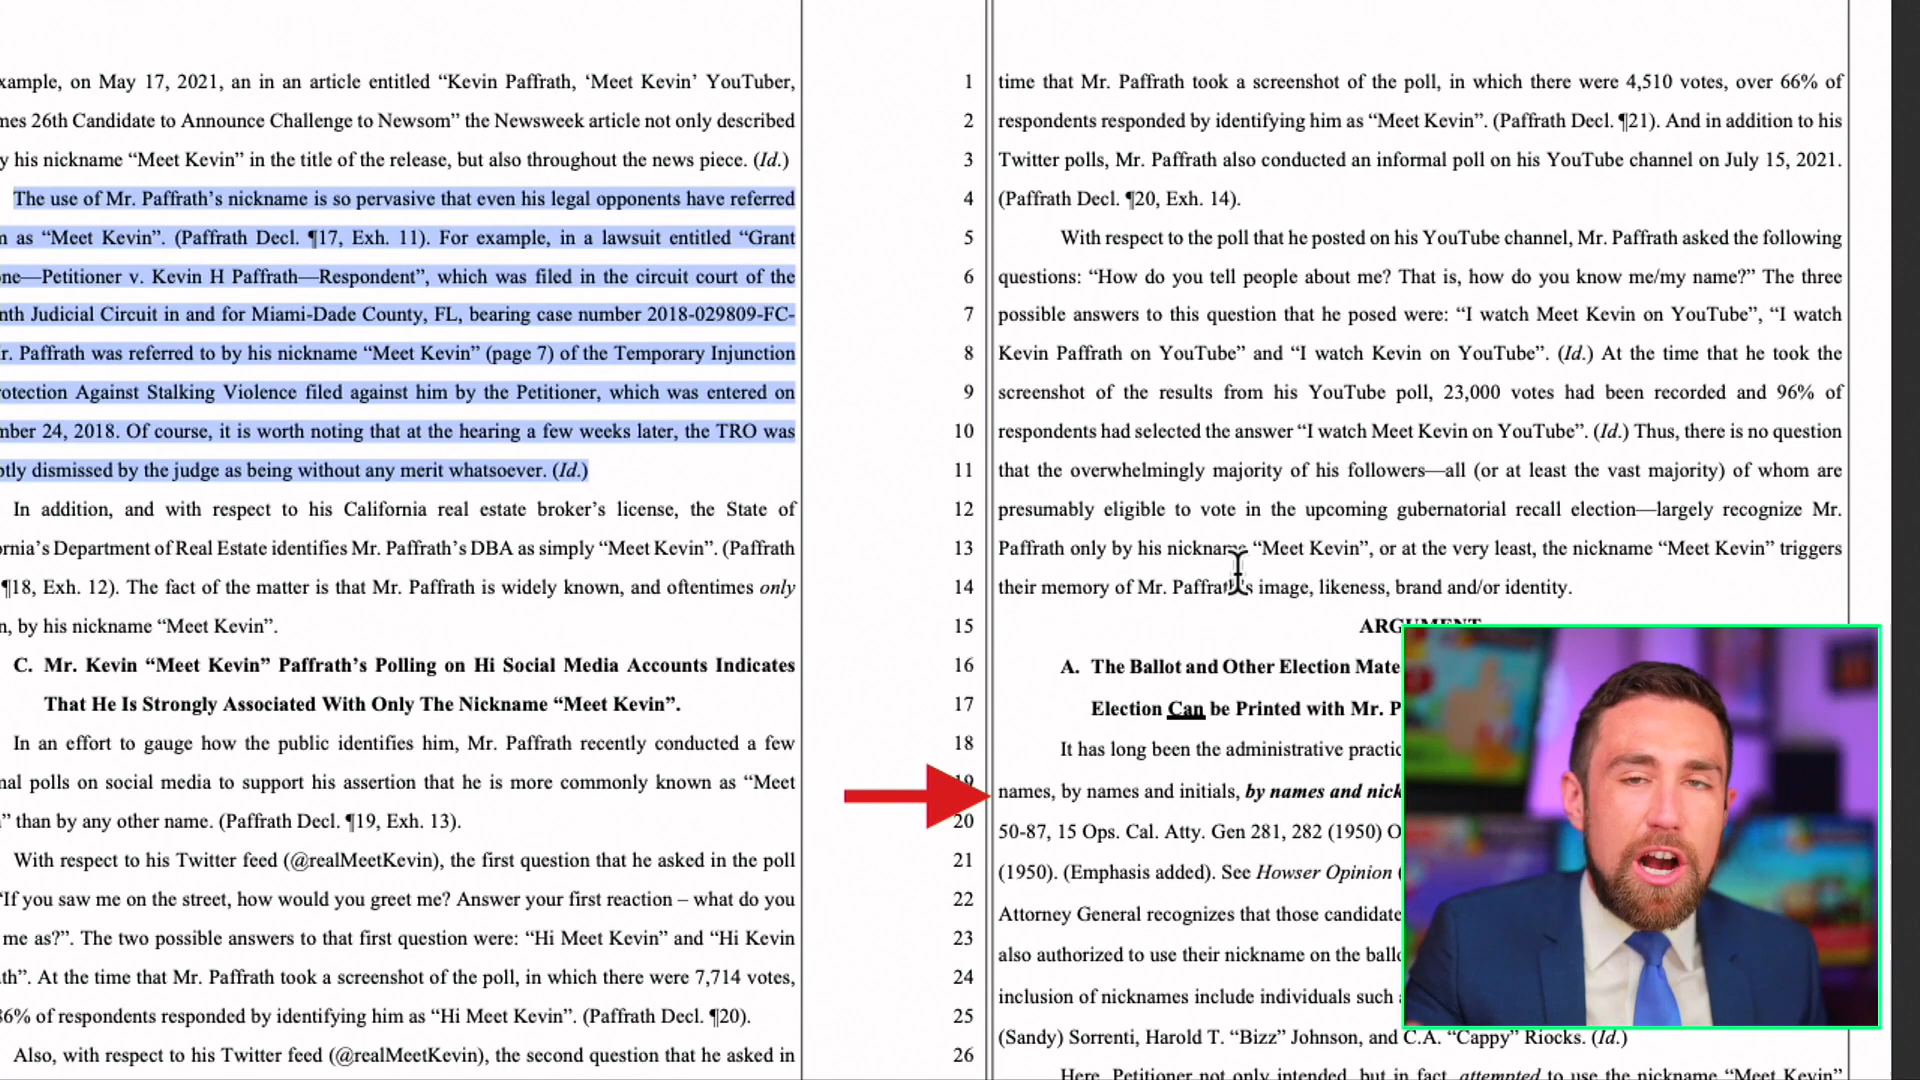 xample, on May 17, 2021, an in an article entitled “Kevin Paffrath, ‘Meet Kevin’ YouTuber,
mes 26th Candidate to Announce Challenge to Newsom” the Newsweek article not only described
y his nickname “Meet Kevin” in the title of the release, but also throughout the news piece. (Id.)
The use of Mr. Paffrath’s nickname is so pervasive that even his legal opponents have referred
m as “Meet Kevin”. (Paffrath Decl. ¶17, Exh. 11). For example, in a lawsuit entitled “Grant
one—Petitioner v. Kevin H Paffrath—Respondent”, which was filed in the circuit court of the
nth Judicial Circuit in and for Miami-Dade County, FL, bearing case number 2018-029809-FC-
r. Paffrath was referred to by his nickname “Meet Kevin” (page 7) of the Temporary Injunction
otection Against Stalking Violence filed against him by the Petitioner, which was entered on
mber 24, 2018. Of course, it is worth noting that at the hearing a few weeks later, the TRO was
ptly dismissed by the judge as being without any merit whatsoever. (Id.)
In addition, and with respect to his California real estate broker’s license, the State of
ornia’s Department of Real Estate identifies Mr. Paffrath’s DBA as simply “Meet Kevin”. (Paffrath
¶18, Exh. 12). The fact of the matter is that Mr. Paffrath is widely known, and oftentimes only
n, by his nickname “Meet Kevin”.
C. Mr. Kevin “Meet Kevin” Paffrath’s Polling on Hi Social Media Accounts Indicates
That He Is Strongly Associated With Only The Nickname “Meet Kevin”.
In an effort to gauge how the public identifies him, Mr. Paffrath recently conducted a few
mal polls on social media to support his assertion that he is more commonly known as “Meet
” than by any other name. (Paffrath Decl. ¶19, Exh. 13).
With respect to his Twitter feed (@realMeetKevin), the first question that he asked in the poll
“If you saw me on the street, how would you greet me? Answer your first reaction – what do you
me as?”. The two possible answers to that first question were: “Hi Meet Kevin” and “Hi Kevin
ath”. At the time that Mr. Paffrath took a screenshot of the poll, in which there were 7,714 votes,
86% of respondents responded by identifying him as “Hi Meet Kevin”. (Paffrath Decl. ¶20).
Also, with respect to his Twitter feed (@realMeetKevin), the second question that he asked in
1 time that Mr. Paffrath took a screenshot of the poll, in which there were 4,510 votes, over 66% of
2 respondents responded by identifying him as “Meet Kevin”. (Paffrath Decl. ¶21). And in addition to his
3 Twitter polls, Mr. Paffrath also conducted an informal poll on his YouTube channel on July 15, 2021.
4 (Paffrath Decl. ¶20, Exh. 14).
5 With respect to the poll that he posted on his YouTube channel, Mr. Paffrath asked the following
6 questions: “How do you tell people about me? That is, how do you know me/my name?” The three
7 possible answers to this question that he posed were: “I watch Meet Kevin on YouTube”, “I watch
8 Kevin Paffrath on YouTube” and “I watch Kevin on YouTube”. (Id.) At the time that he took the
9 screenshot of the results from his YouTube poll, 23,000 votes had been recorded and 96% of
10 respondents had selected the answer “I watch Meet Kevin on YouTube”. (Id.) Thus, there is no question
11 that the overwhelmingly majority of his followers—all (or at least the vast majority) of whom are
12 presumably eligible to vote in the upcoming gubernatorial recall election—largely recognize Mr.
13 Paffrath only by his nickname “Meet Kevin”, or at the very least, the nickname “Meet Kevin” triggers
14 their memory of Mr. Paffrath’s image, likeness, brand and/or identity.
15 ARGUMENT
16 A. The Ballot and Other Election Mate
17 Election Can be Printed with Mr. P
18 It has long been the administrative practic
19 names, by names and initials, by names and nick
20 50-87, 15 Ops. Cal. Atty. Gen 281, 282 (1950) O
21 (1950). (Emphasis added). See Howser Opinion (
22 Attorney General recognizes that those candidate
23 also authorized to use their nickname on the ballo
24 inclusion of nicknames include individuals such a
25 (Sandy) Sorrenti, Harold T. “Bizz” Johnson, and C.A. “Cappy” Riocks. (Id.)
26 Here, Petitioner not only intended, but in fact, attempted to use the nickname “Meet Kevin”